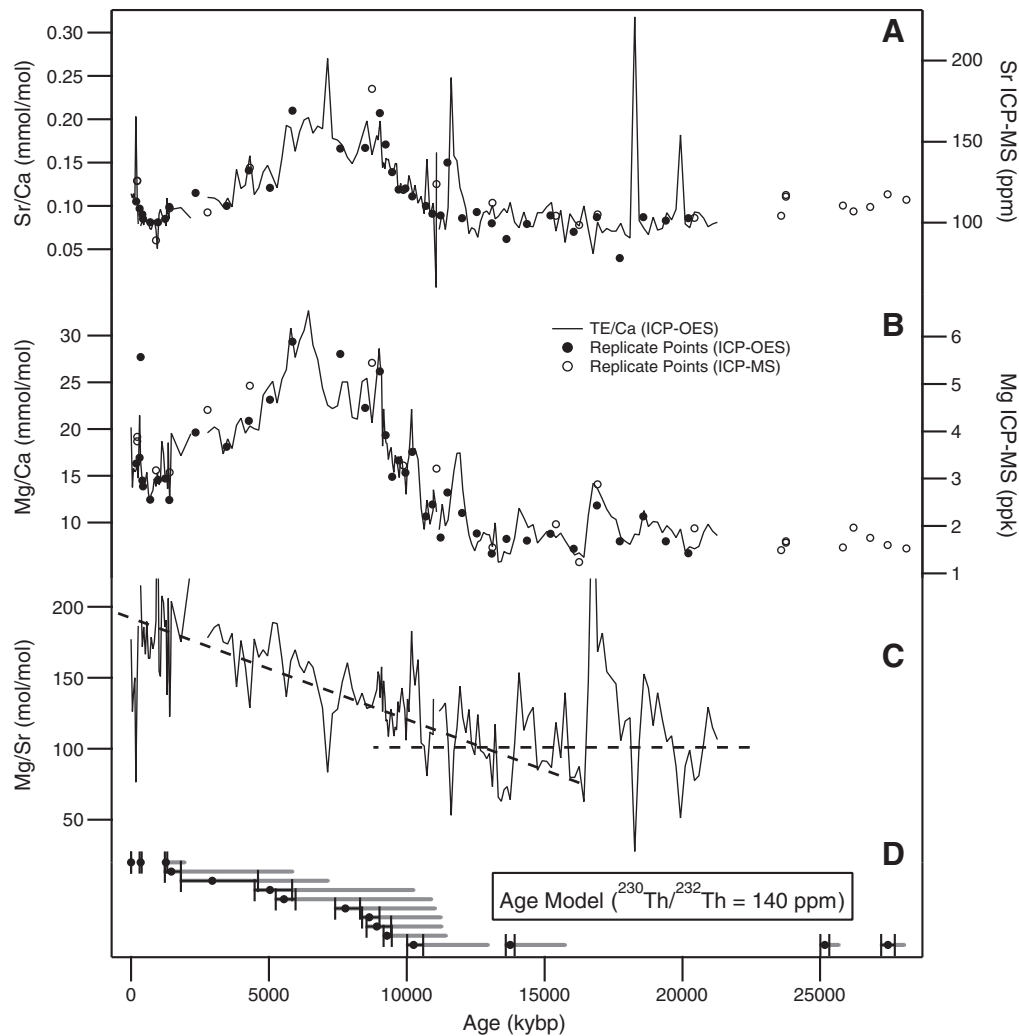 A
0.30
0.25
0.20
0.15
0.10
0.05
Sr/Ca (mmol/mol)
200
150
100
Sr ICP-MS (ppm)
B
TE/Ca (ICP-OES)
Replicate Points (ICP-OES)
Replicate Points (ICP-MS)
30
25
20
15
10
Mg/Ca (mmol/mol)
6
5
4
3
2
1
Mg ICP-MS (ppk)
C
200
150
100
50
Mg/Sr (mol/mol)
D
Age Model (²³⁰Th/²³²Th = 140 ppm)
0 5000 10000 15000 20000 25000
Age (kybp)